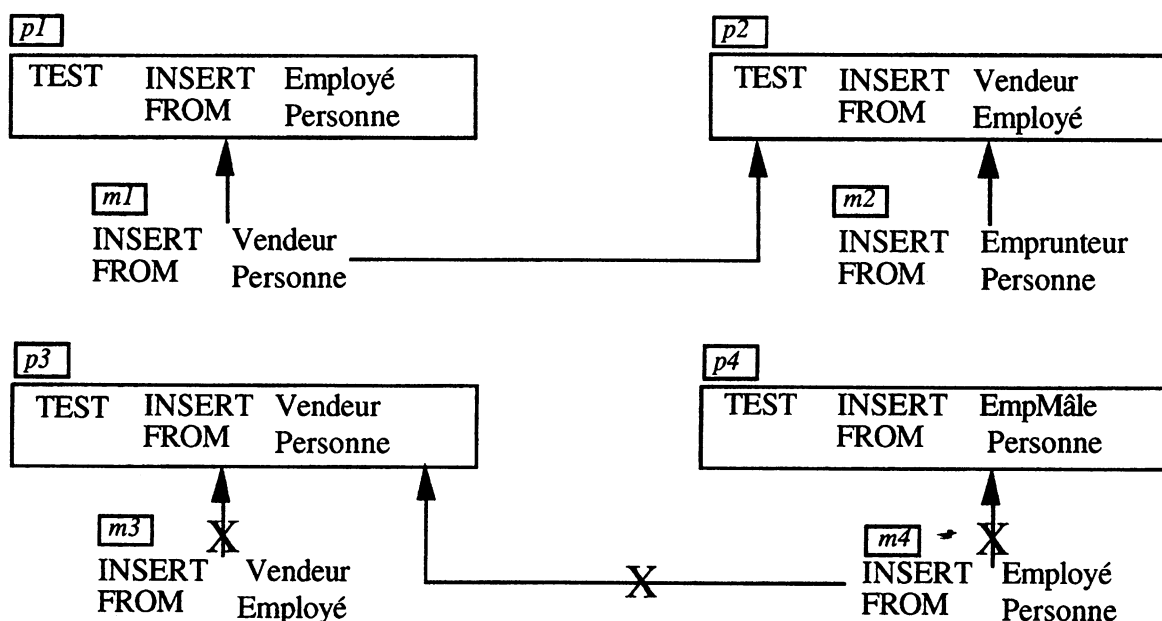 p1
TEST INSERT Employé
FROM Personne
m1
INSERT Vendeur
FROM Personne
p2
TEST INSERT Vendeur
FROM Employé
m2
INSERT Emprunteur
FROM Personne
p3
TEST INSERT Vendeur
FROM Personne
m3
X
INSERT Vendeur
FROM Employé
X
p4
TEST INSERT EmpMâle
FROM Personne
m4
X
INSERT Employé
FROM Personne